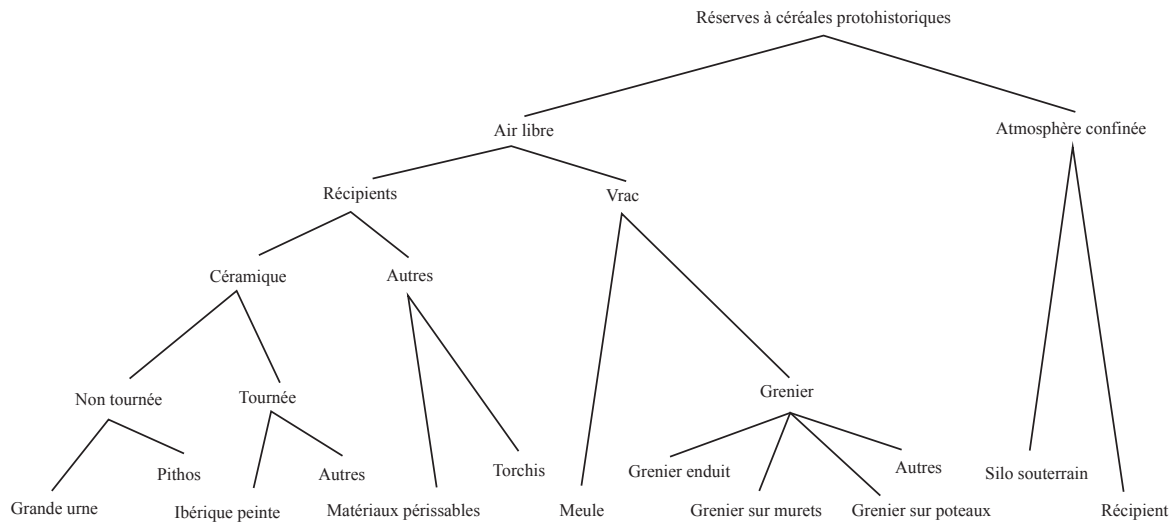 Réserves à céréales protohistoriques
Air libre
Atmosphère confinée
Récipients
Vrac
Céramique
Autres
Non tournée
Tournée
Grenier
Pithos
Autres
Torchis
Grenier enduit
Autres
Silo souterrain
Grande urne
Ibérique peinte
Matériaux périssables
Meule
Grenier sur murets
Grenier sur poteaux
Récipient